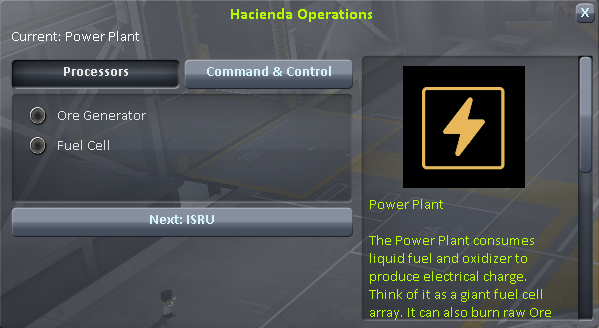 Hacienda Operations
X
Current: Power Plant
Processors
Command & Control
Ore Generator
Fuel Cell
Next: ISRU
Power Plant
The Power Plant consumes
liquid fuel and oxidizer to
produce electrical charge.
Think of it as a giant fuel cell
array. It can also burn raw Ore